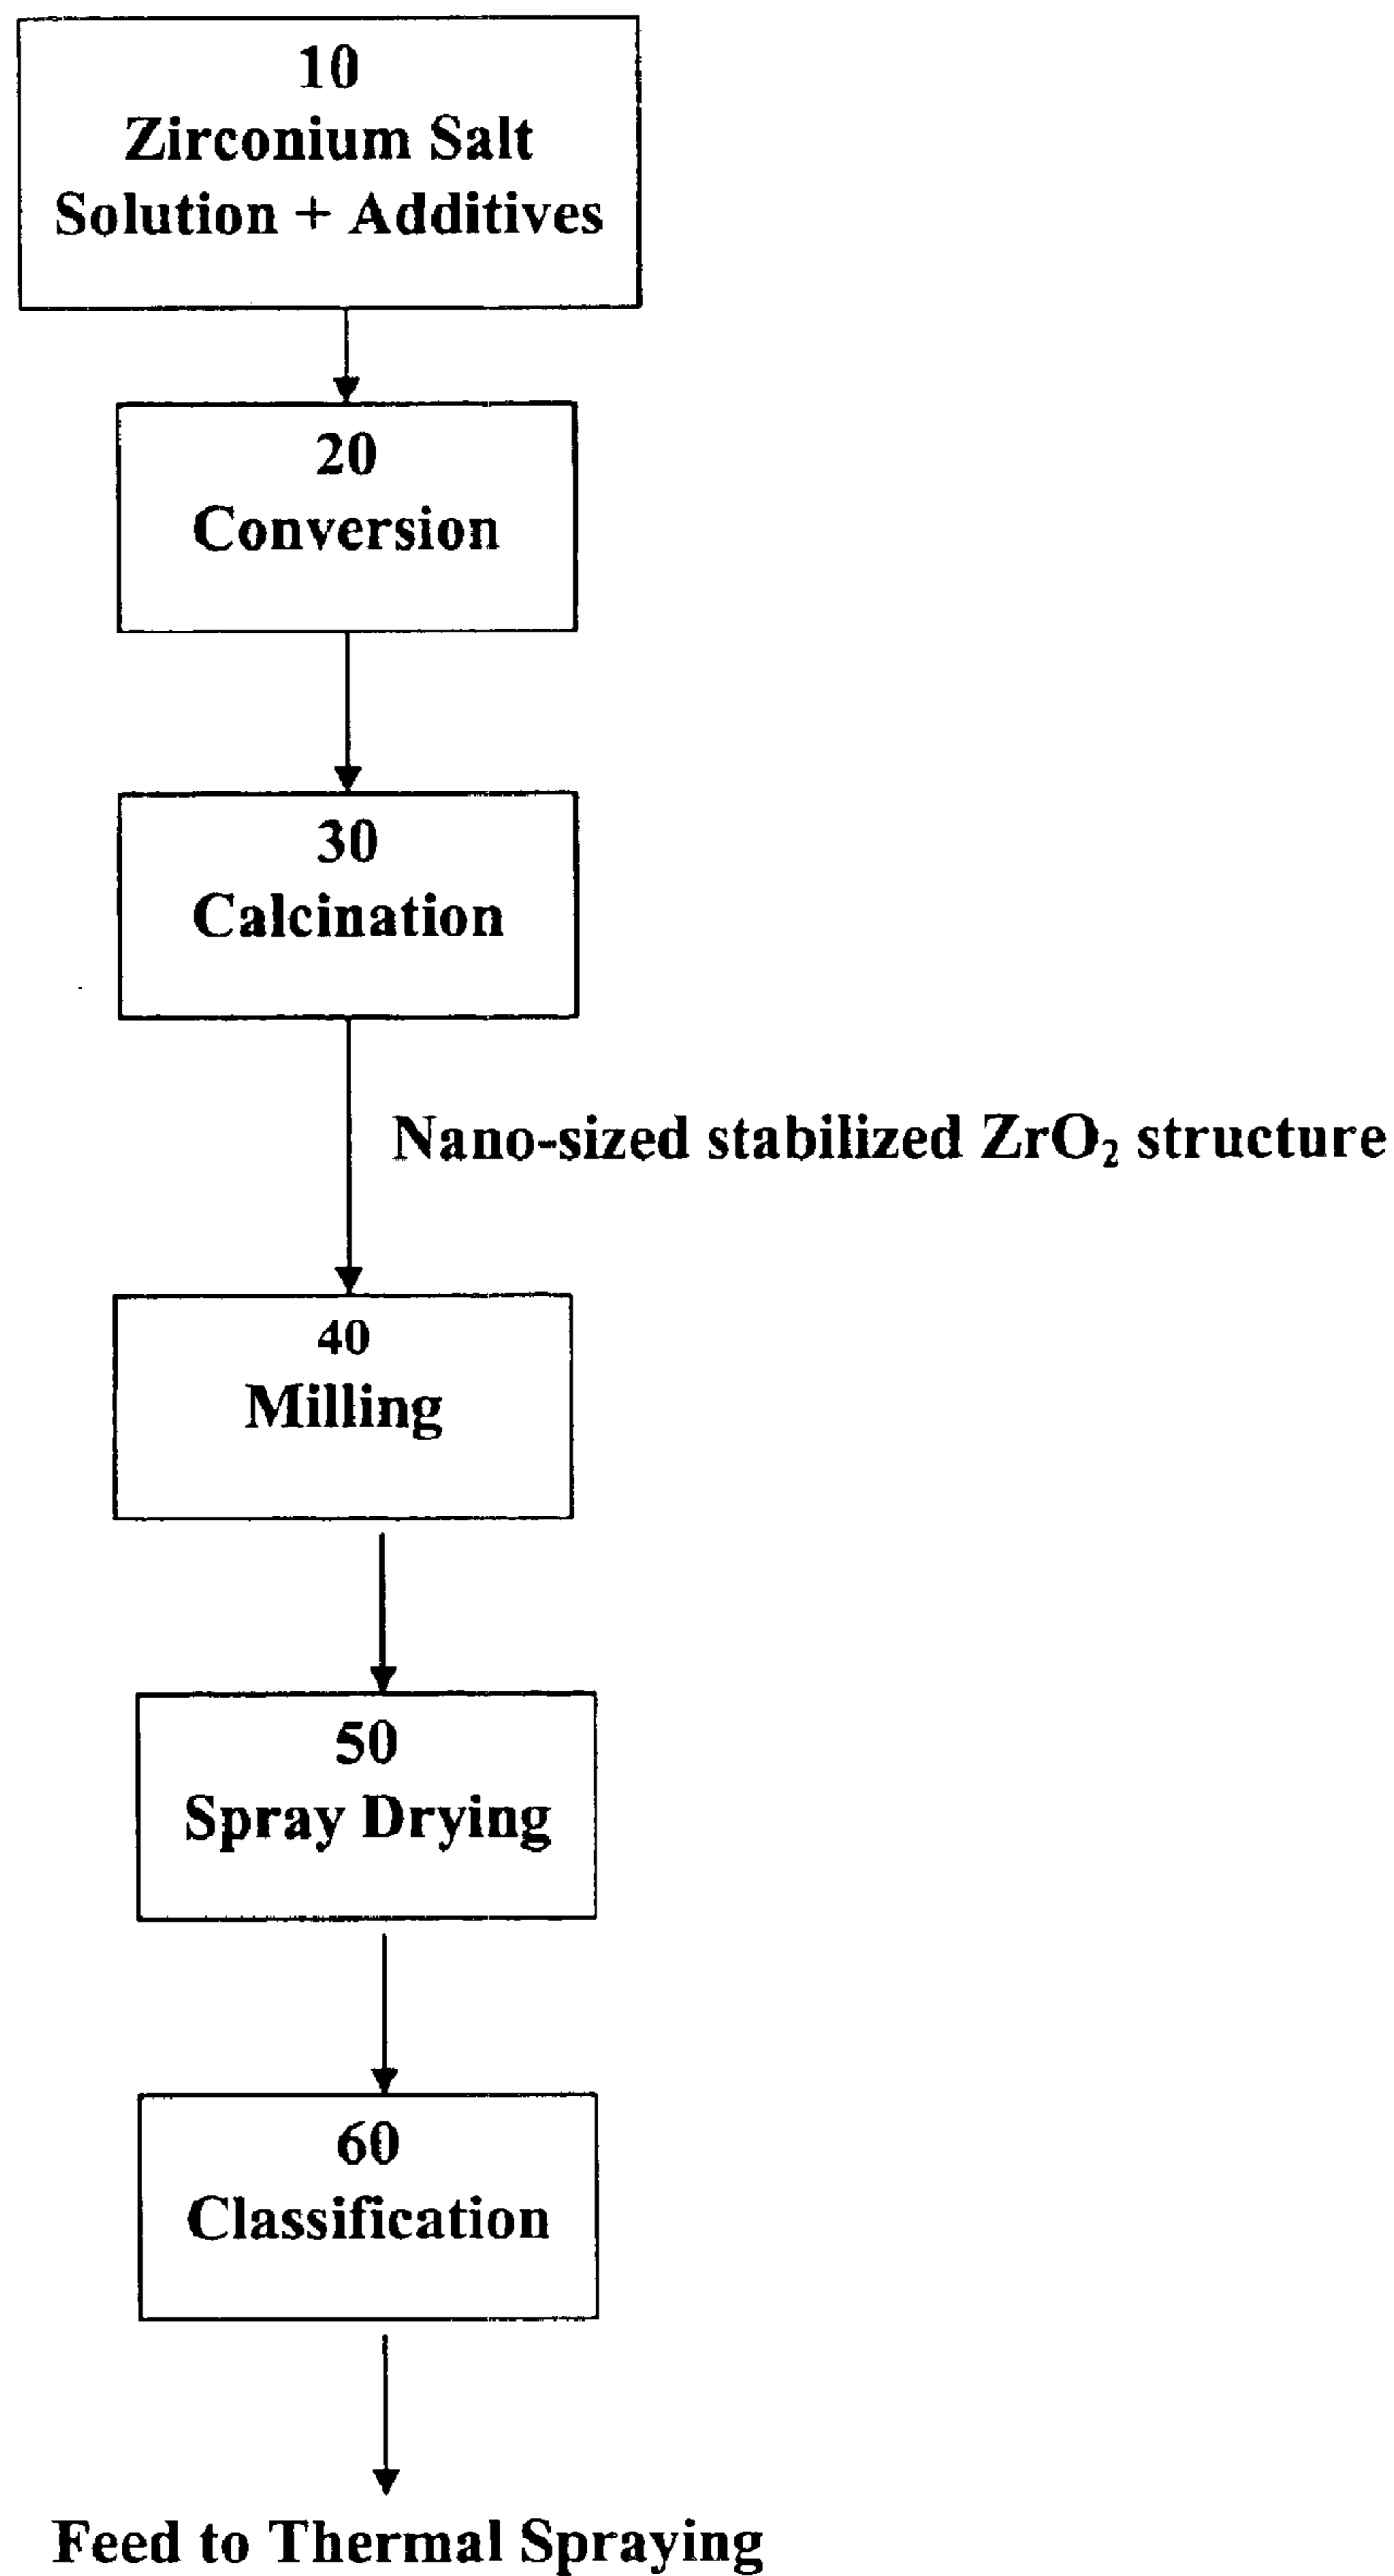 10
Zirconium Salt
Solution + Additives
20
Conversion
30
Calcination
Nano-sized stabilized ZrO₂ structure
40
Milling
50
Spray Drying
60
Classification
Feed to Thermal Spraying